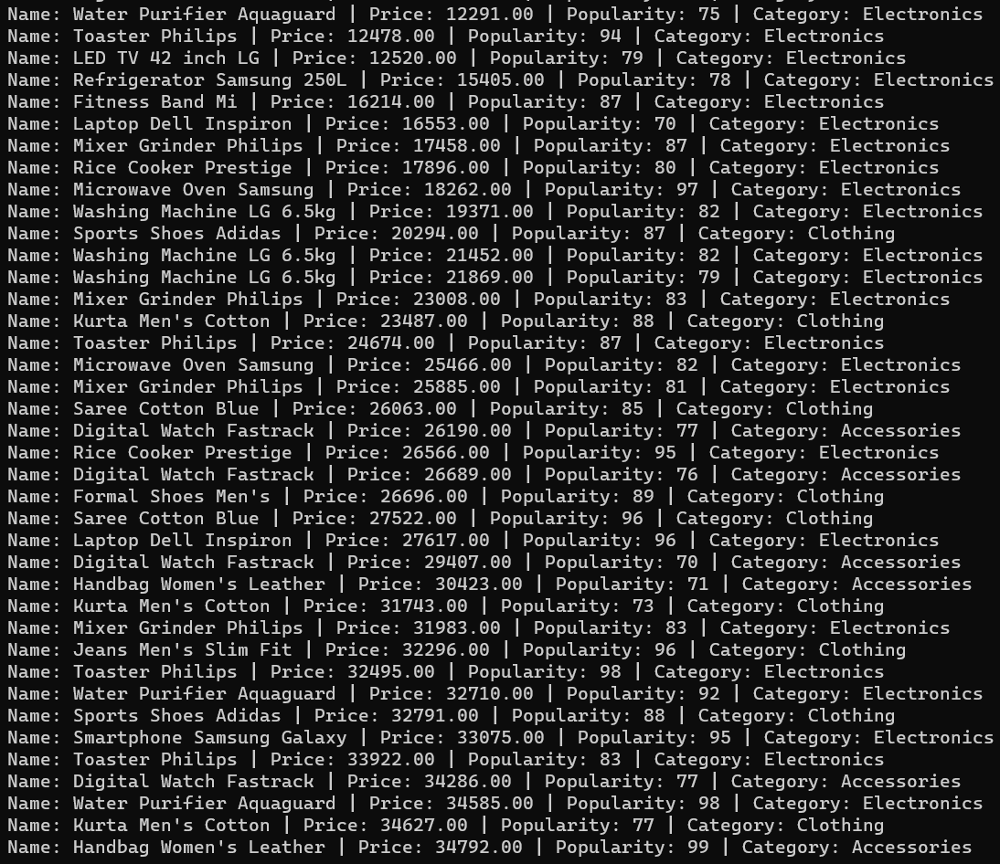 Name: Water Purifier Aquaguard | Price: 12291.00 | Popularity: 75 | Category: Electronics
Name: Toaster Philips | Price: 12478.00 | Popularity: 94 | Category: Electronics
Name: LED TV 42 inch LG | Price: 12520.00 | Popularity: 79 | Category: Electronics
Name: Refrigerator Samsung 250L | Price: 15405.00 | Popularity: 78 | Category: Electronics
Name: Fitness Band Mi | Price: 16214.00 | Popularity: 87 | Category: Electronics
Name: Laptop Dell Inspiron | Price: 16553.00 | Popularity: 70 | Category: Electronics
Name: Mixer Grinder Philips | Price: 17458.00 | Popularity: 87 | Category: Electronics
Name: Rice Cooker Prestige | Price: 17896.00 | Popularity: 80 | Category: Electronics
Name: Microwave Oven Samsung | Price: 18262.00 | Popularity: 97 | Category: Electronics
Name: Washing Machine LG 6.5kg | Price: 19371.00 | Popularity: 82 | Category: Electronics
Name: Sports Shoes Adidas | Price: 20294.00 | Popularity: 87 | Category: Clothing
Name: Washing Machine LG 6.5kg | Price: 21452.00 | Popularity: 82 | Category: Electronics
Name: Washing Machine LG 6.5kg | Price: 21869.00 | Popularity: 79 | Category: Electronics
Name: Mixer Grinder Philips | Price: 23008.00 | Popularity: 83 | Category: Electronics
Name: Kurta Men's Cotton | Price: 23487.00 | Popularity: 88 | Category: Clothing
Name: Toaster Philips | Price: 24674.00 | Popularity: 87 | Category: Electronics
Name: Microwave Oven Samsung | Price: 25466.00 | Popularity: 82 | Category: Electronics
Name: Mixer Grinder Philips | Price: 25885.00 | Popularity: 81 | Category: Electronics
Name: Saree Cotton Blue | Price: 26063.00 | Popularity: 85 | Category: Clothing
Name: Digital Watch Fastrack | Price: 26190.00 | Popularity: 77 | Category: Accessories
Name: Rice Cooker Prestige | Price: 26566.00 | Popularity: 95 | Category: Electronics
Name: Digital Watch Fastrack | Price: 26689.00 | Popularity: 76 | Category: Accessories
Name: Formal Shoes Men's | Price: 26696.00 | Popularity: 89 | Category: Clothing
Name: Saree Cotton Blue | Price: 27522.00 | Popularity: 96 | Category: Clothing
Name: Laptop Dell Inspiron | Price: 27617.00 | Popularity: 96 | Category: Electronics
Name: Digital Watch Fastrack | Price: 29407.00 | Popularity: 70 | Category: Accessories
Name: Handbag Women's Leather | Price: 30423.00 | Popularity: 71 | Category: Accessories
Name: Kurta Men's Cotton | Price: 31743.00 | Popularity: 73 | Category: Clothing
Name: Mixer Grinder Philips | Price: 31983.00 | Popularity: 83 | Category: Electronics
Name: Jeans Men's Slim Fit | Price: 32296.00 | Popularity: 96 | Category: Clothing
Name: Toaster Philips | Price: 32495.00 | Popularity: 98 | Category: Electronics
Name: Water Purifier Aquaguard | Price: 32710.00 | Popularity: 92 | Category: Electronics
Name: Sports Shoes Adidas | Price: 32791.00 | Popularity: 88 | Category: Clothing
Name: Smartphone Samsung Galaxy | Price: 33075.00 | Popularity: 95 | Category: Electronics
Name: Toaster Philips | Price: 33922.00 | Popularity: 83 | Category: Electronics
Name: Digital Watch Fastrack | Price: 34286.00 | Popularity: 77 | Category: Accessories
Name: Water Purifier Aquaguard | Price: 34585.00 | Popularity: 98 | Category: Electronics
Name: Kurta Men's Cotton | Price: 34627.00 | Popularity: 77 | Category: Clothing
Name: Handbag Women's Leather | Price: 34792.00 | Popularity: 99 | Category: Accessories